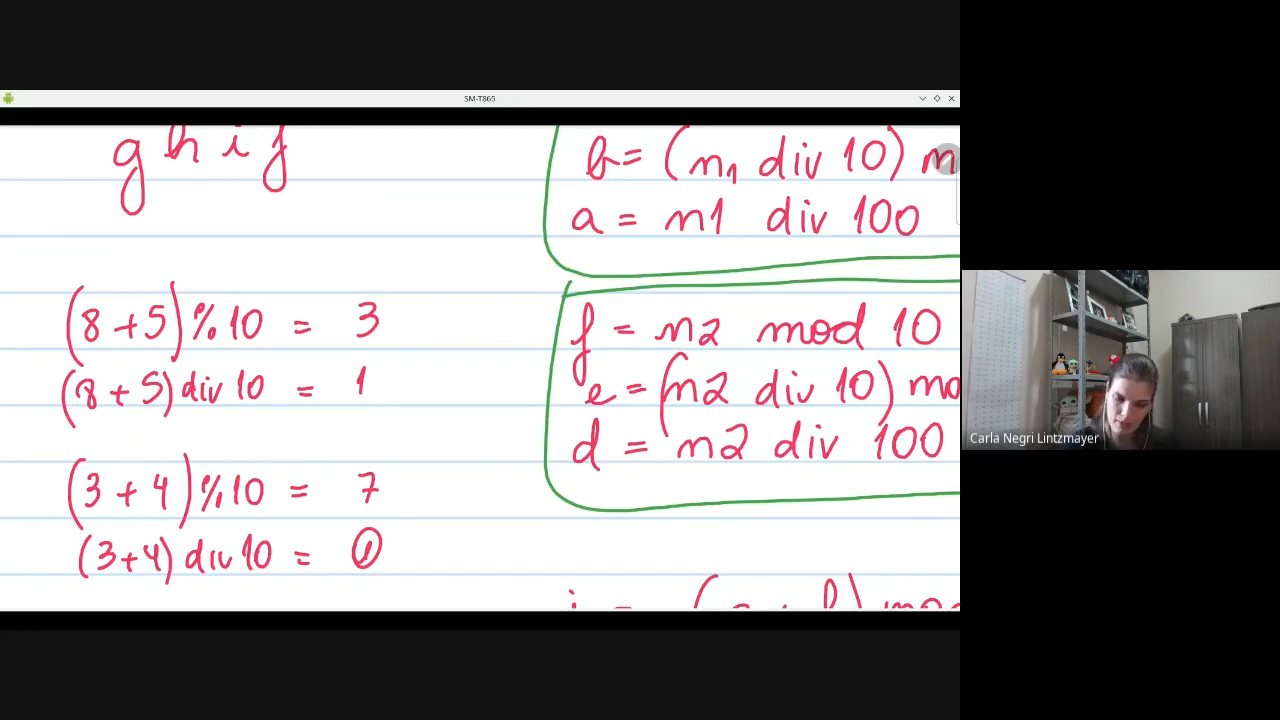 SM-T865
g h i j
b = (n1 div 10) m
a = n1 div 100
(8 + 5) % 10 = 3
(8 + 5) div 10 = 1
(3 + 4) % 10 = 7
(3 + 4) div 10 = 0
f = n2 mod 10
e = (n2 div 10) mo
d = n2 div 100
Carla Negri Lintzmayer